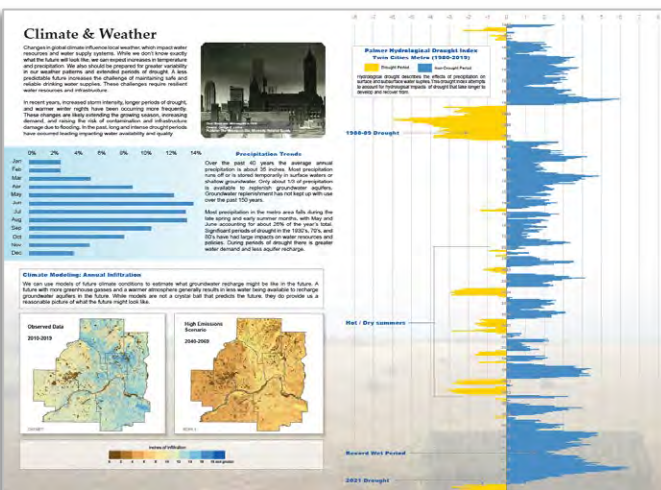 Climate & Weather
Changes in global climate influence local weather, which impact water
resources and water supply systems. While we don't know exactly
what the future will look like, we can expect increases in temperature
and precipitation. We also should be prepared for greater variability
in our weather patterns and extended periods of drought. A less
predictable future increases the challenge of maintaining safe and
reliable drinking water supplies. These challenges require resilient
water resources and infrastructure.
In recent years, increased storm intensity, longer periods of drought,
and warmer winter nights have been occurring more frequently.
These changes are likely extending the growing season, increasing
demand, and raising the risk of contamination and infrastructure
damage due to flooding. In the past, long and intense drought periods
have occurred leading impacting water availability and quality
0% 2% 4% 6% 8% 10% 12% 14%
Jan
Feb
Mar
Apr
May
Jun
Jul
Aug
Sep
Oct
Nov
Dec
Precipitation Trends
Over the past 40 years the average annual
precipitation is about 35 inches. Most precipitation
runs off or is stored temporarily in surface waters or
shallow groundwater. Only about 1/3 of precipitation
is available to replenish groundwater aquifers.
Groundwater replenishment has not kept up with use
over the past 150 years.
Most precipitation in the metro area falls during the
late spring and early summer months, with May and
June accounting for about 26% of the year's total.
Significant periods of drought in the 1930's, 70's, and
80's have had large impacts on water resources and
policies. During periods of drought there is greater
water demand and less aquifer recharge.
Climate Modeling: Annual Infiltration
We can use models of future climate conditions to estimate what groundwater recharge might be like in the future. A
future with more greenhouse gasses and a warmer atmosphere generally results in less water being available to recharge
groundwater aquifers in the future. While models are not a crystal ball that predicts the future, they do provide us a
reasonable picture of what the future might look like.
Observed Data
2010-2019
High Emissions
Scenario
2040-2069
Inches of Infiltration
0 2 4 6 8 10 12 14 16 18 and greater
Palmer Hydrological Drought Index
Twin Cities Metro (1980-2019)
Drought Period
Non-Drought Period
Hydrological drought describes the effects of precipitation on
surface and subsurface water supplies. This drought index attempts
to account for hydrological impacts of drought that take longer to
develop and recover from.
1988-89 Drought
Hot / Dry summers
Record Wet Period
2021 Drought